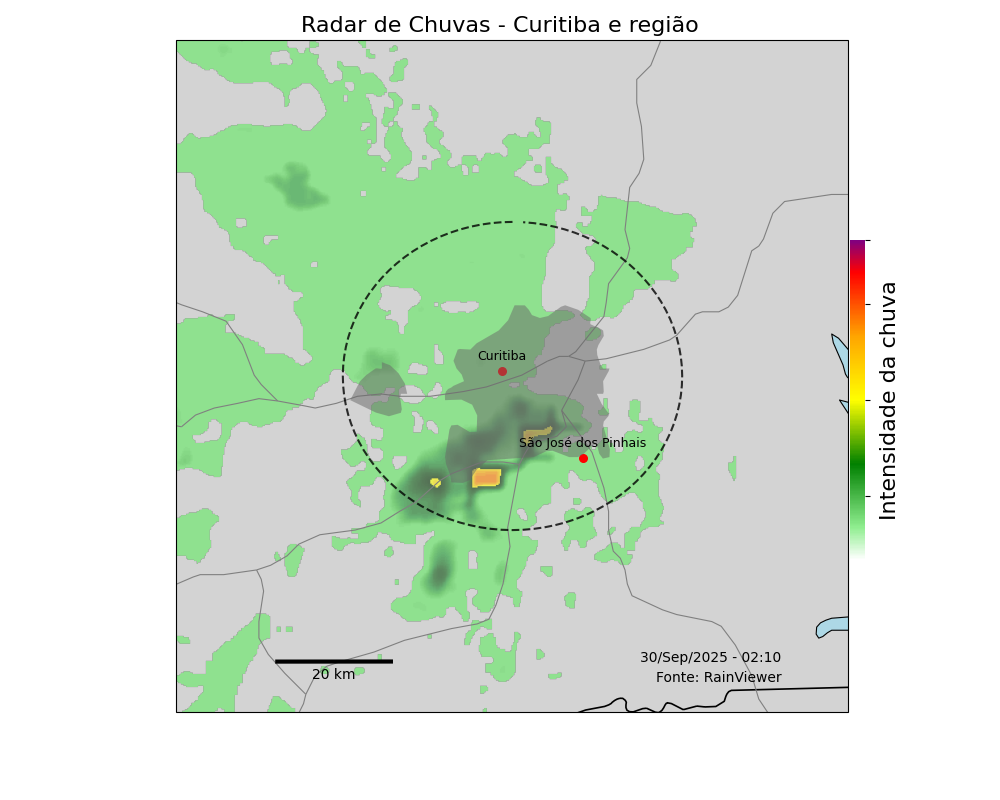 Radar de Chuvas - Curitiba e região
Curitiba
São José dos Pinhais
Intensidade da chuva
30/Sep/2025 - 02:10
Fonte: RainViewer
20 km